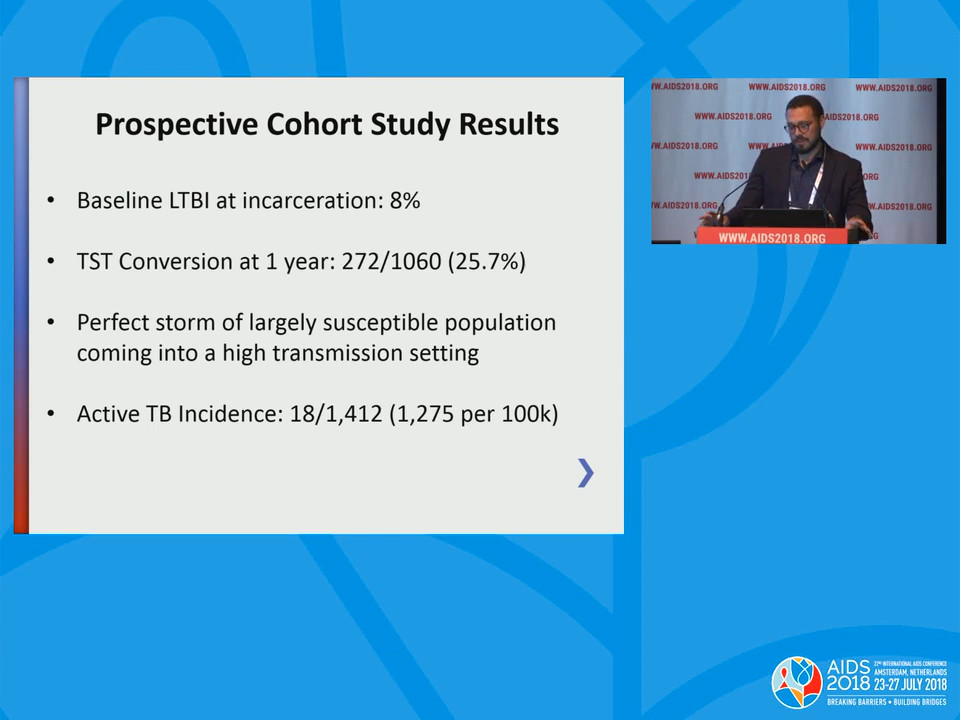 Prospective Cohort Study Results
• Baseline LTBI at incarceration: 8%
• TST Conversion at 1 year: 272/1060 (25.7%)
• Perfect storm of largely susceptible population
coming into a high transmission setting
• Active TB Incidence: 18/1,412 (1,275 per 100k)
WWW.AIDS2018.ORG WWW.AIDS2018.ORG
WWW.AIDS2018.ORG AIDS2018.ORG
WWW.AIDS2018.ORG
WWW.AIDS2018.ORG
WWW.AIDS2018.ORG
AIDS
2018
22ND INTERNATIONAL AIDS CONFERENCE
AMSTERDAM, NETHERLANDS
23-27 JULY 2018
BREAKING BARRIERS • BUILDING BRIDGES